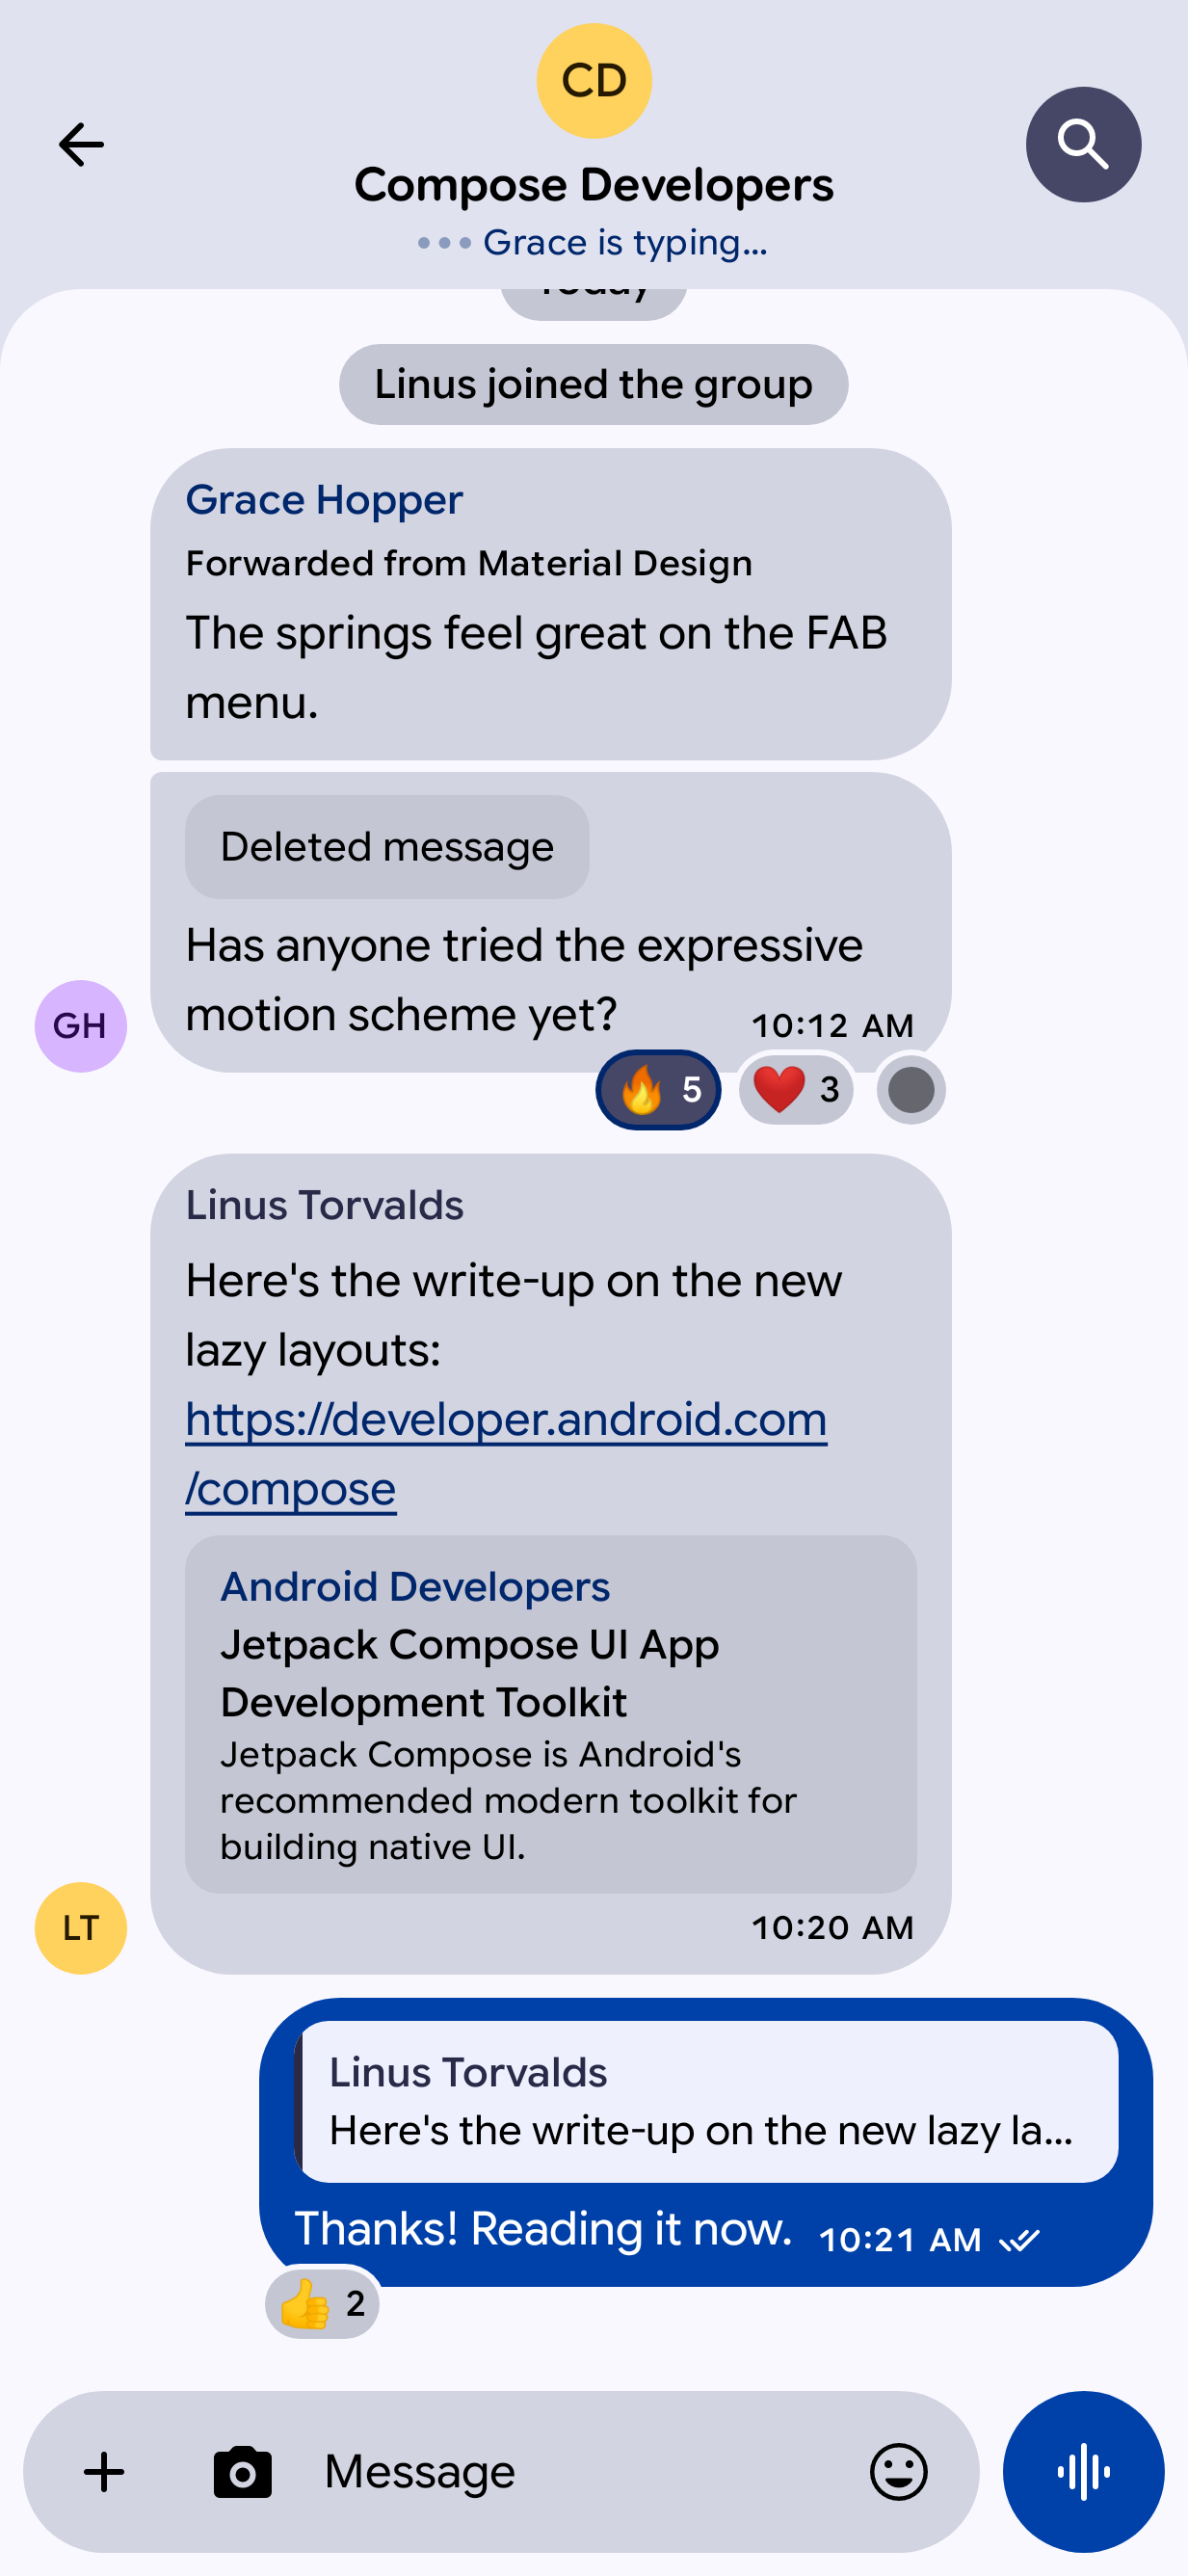 CD
Compose Developers
Grace is typing...
Today
Linus joined the group
Grace Hopper
Forwarded from Material Design
The springs feel great on the FAB
menu.
Deleted message
Has anyone tried the expressive
motion scheme yet?
10:12 AM
GH
5
3
Linus Torvalds
Here's the write-up on the new
lazy layouts:
https://developer.android.com
/compose
Android Developers
Jetpack Compose UI App
Development Toolkit
Jetpack Compose is Android's
recommended modern toolkit for
building native UI.
LT
10:20 AM
Linus Torvalds
Here's the write-up on the new lazy la...
Thanks! Reading it now.
10:21 AM
2
Message